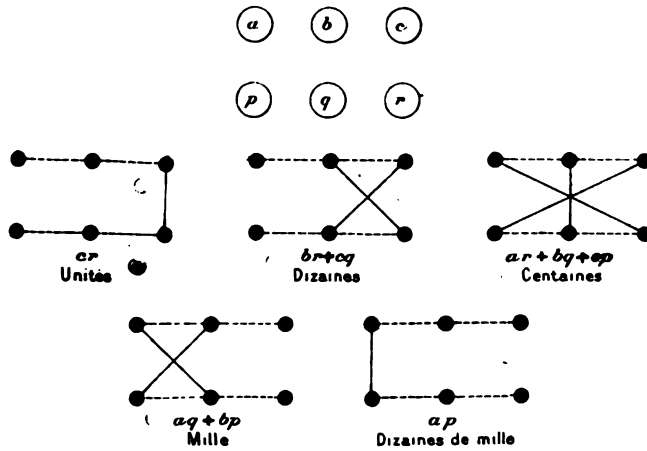 a b c
p q r
cr
Unités
br+cq
Dizaines
ar + bq + cp
Centaines
aq + bp
Mille
ap
Dizaines de mille